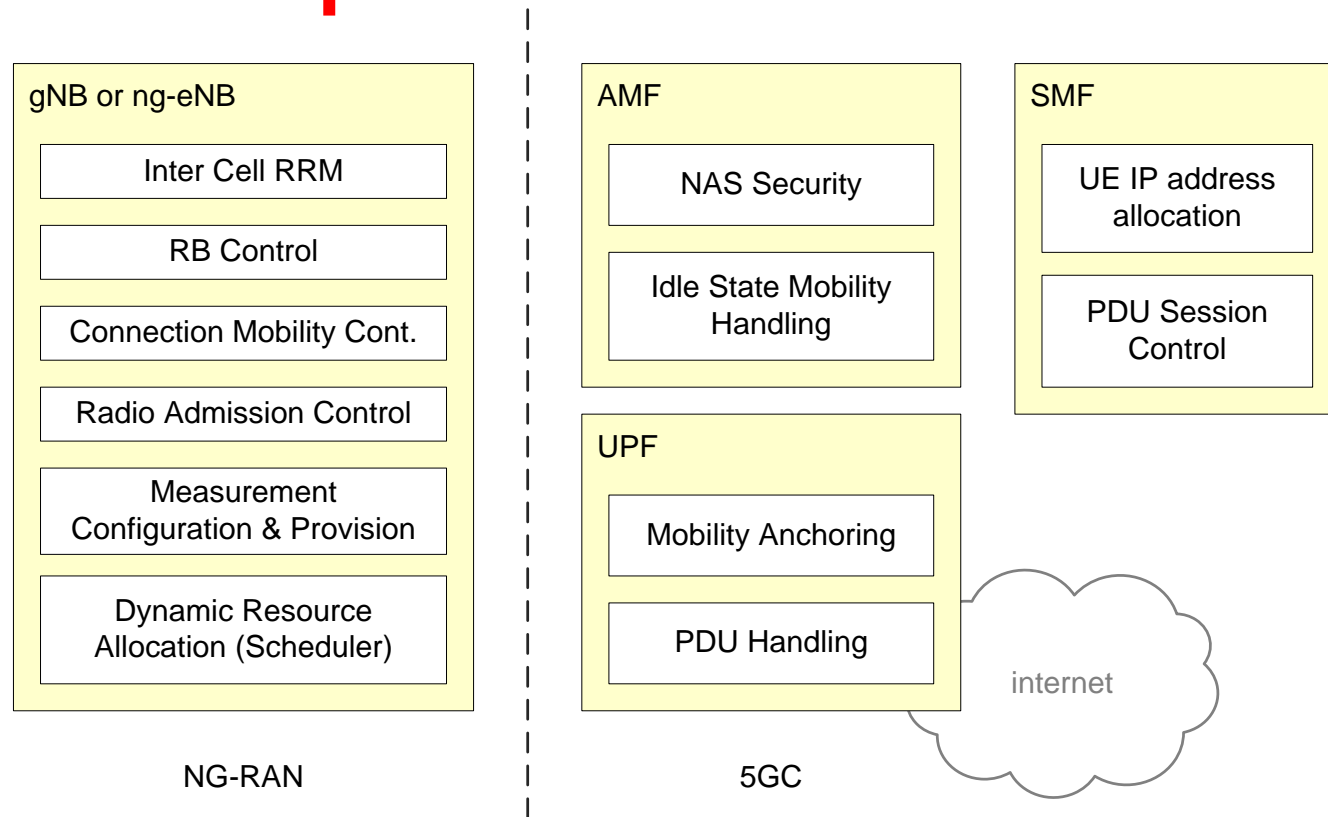 gNB or ng-eNB
Inter Cell RRM
RB Control
Connection Mobility Cont.
Radio Admission Control
Measurement
Configuration & Provision
Dynamic Resource
Allocation (Scheduler)
NG-RAN
AMF
NAS Security
Idle State Mobility
Handling
UPF
Mobility Anchoring
PDU Handling
SMF
UE IP address
allocation
PDU Session
Control
internet
5GC